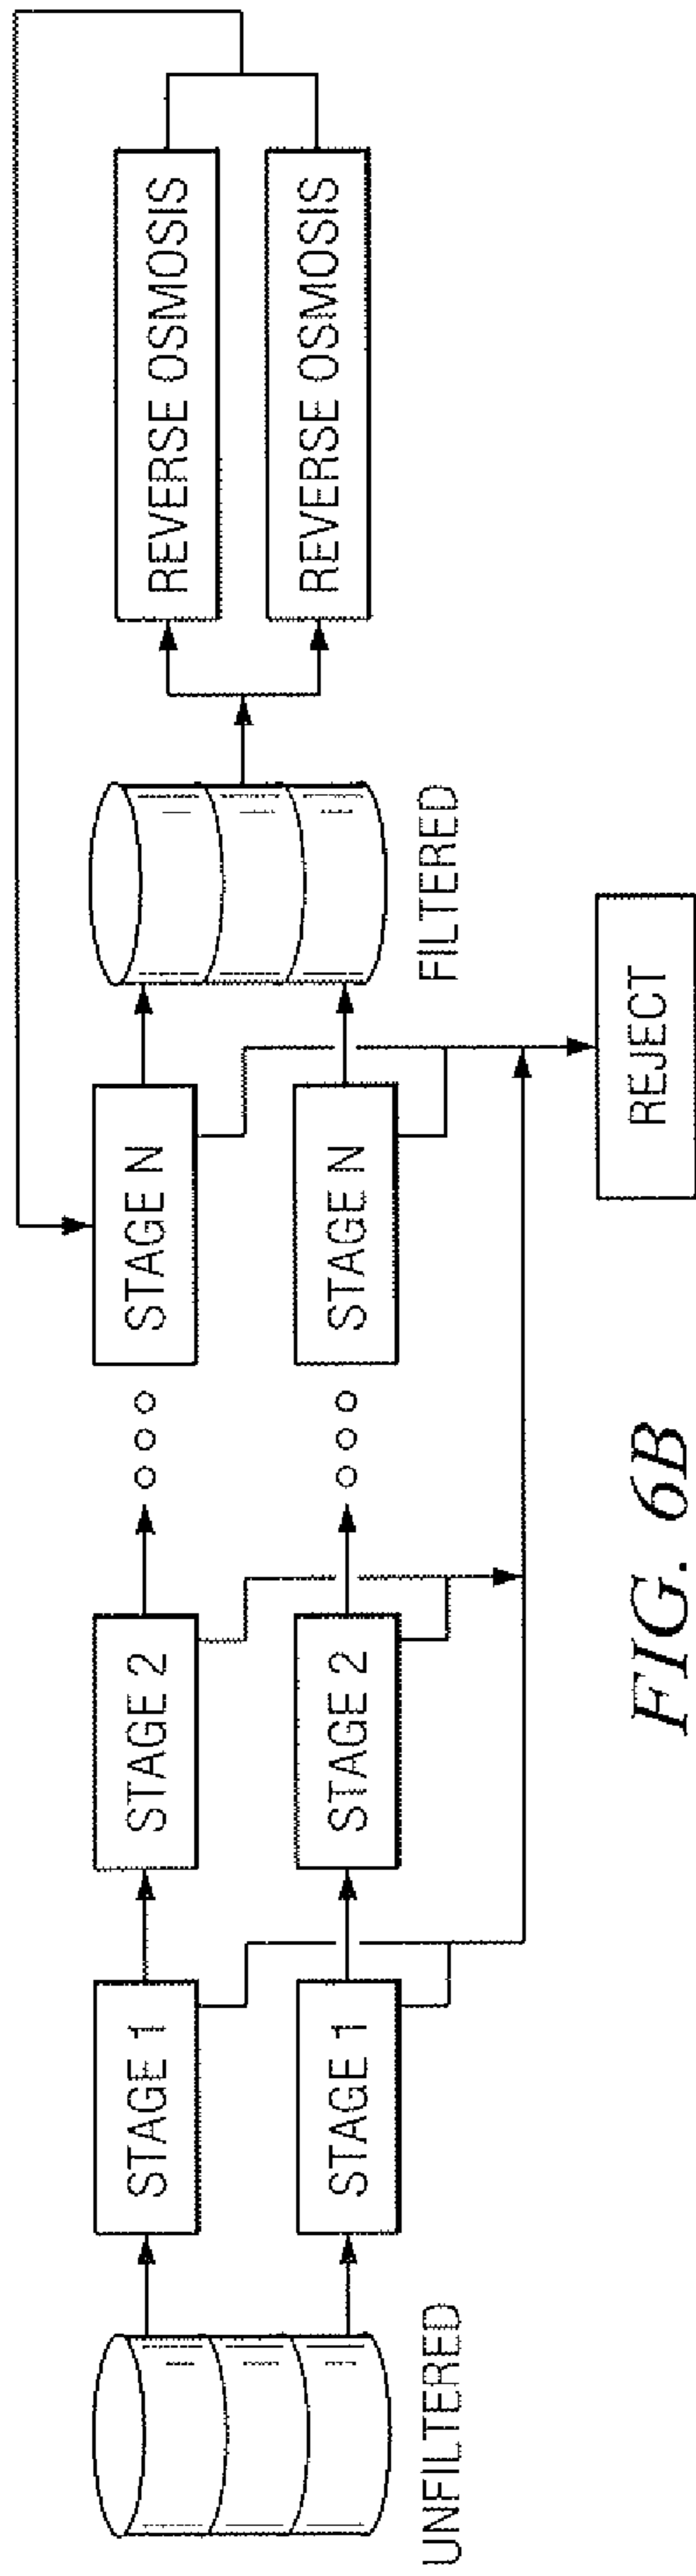 UNFILTERED
STAGE 1
STAGE 2
STAGE N
STAGE 1
STAGE 2
STAGE N
FILTERED
REVERSE OSMOSIS
REVERSE OSMOSIS
REJECT
FIG. 6B